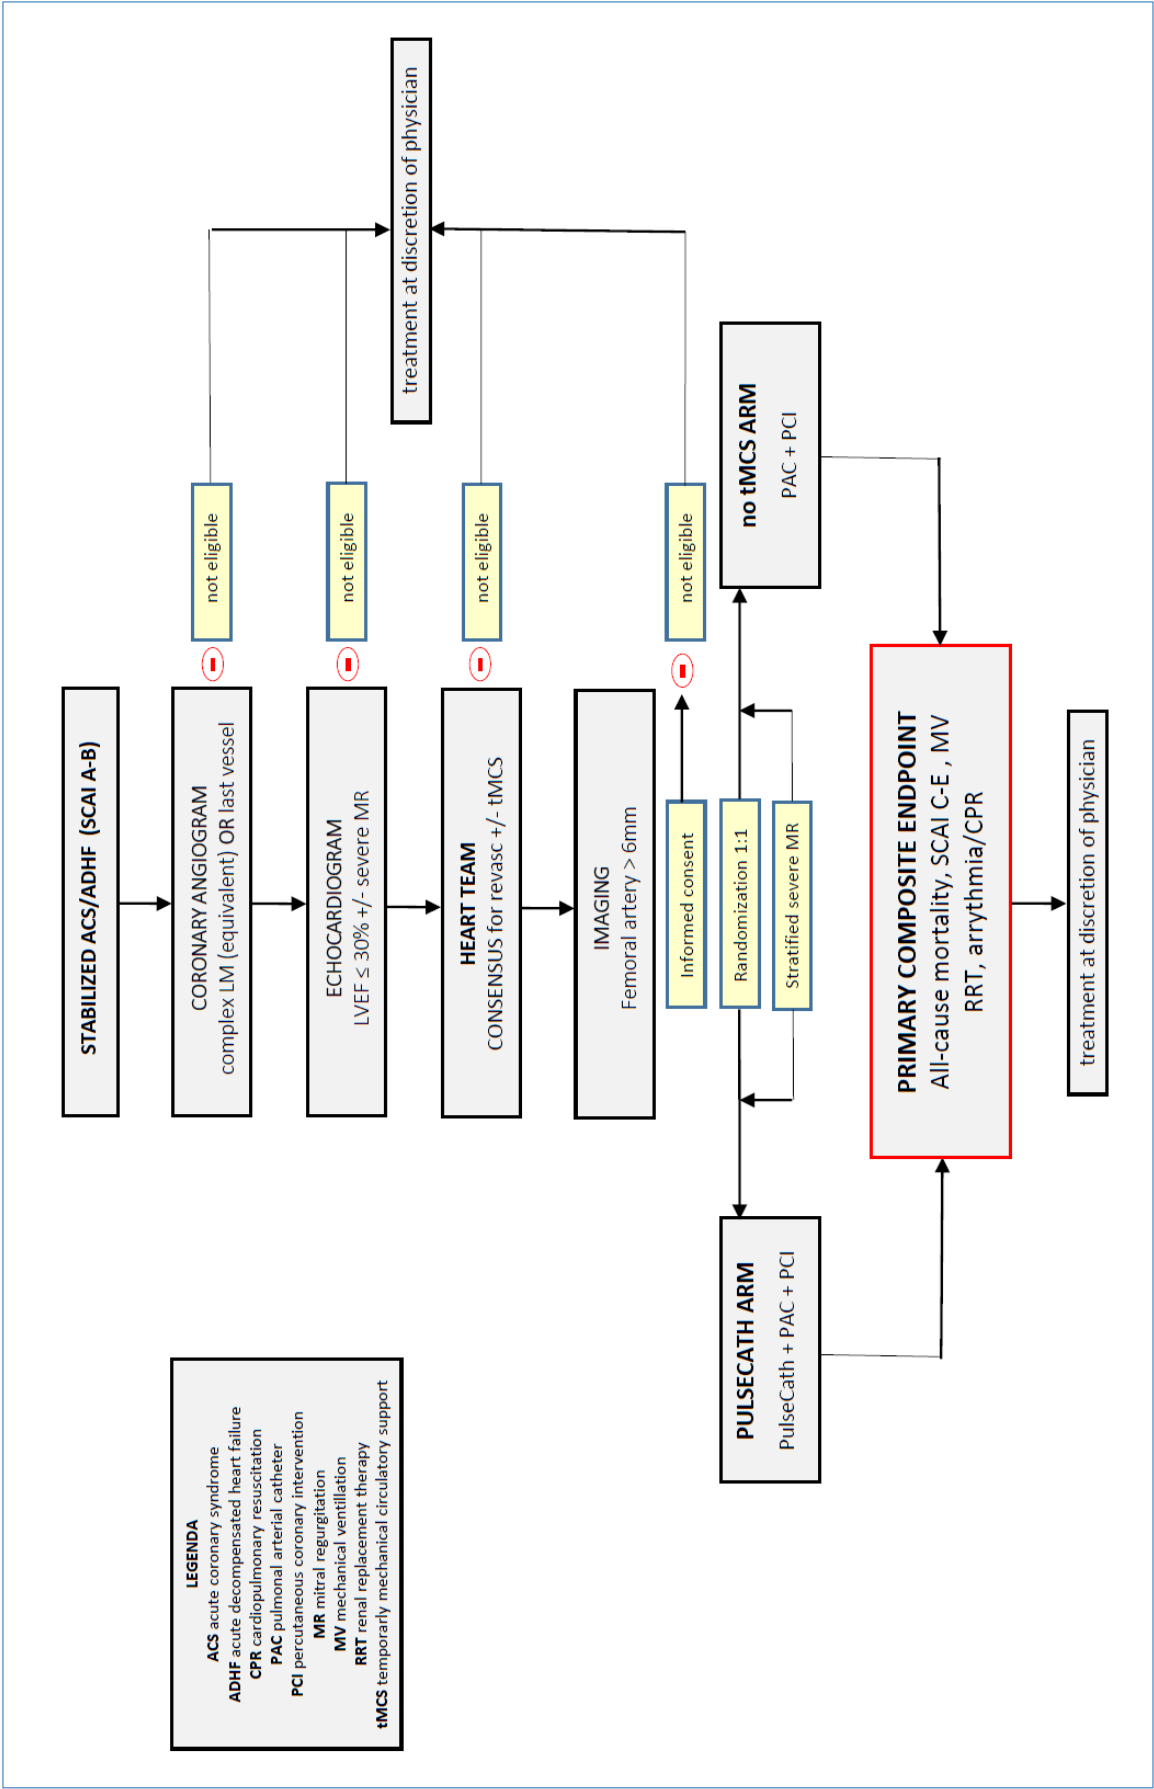 LEGENDA
ACS acute coronary syndrome
ADHF acute decompensated heart failure
CPR cardiopulmonary resuscitation
PAC pulmonal arterial catheter
PCI percutaneous coronary intervention
MR mitral regurgitation
MV mechanical ventillation
RRT renal replacement therapy
tMCS temporarly mechanical circulatory support
STABILIZED ACS/ADHF (SCAI A-B)
CORONARY ANGIOGRAM
complex LM (equivalent) OR last vessel
not eligible
ECHOCARDIOGRAM
LVEF ≤ 30% +/- severe MR
not eligible
treatment at discretion of physician
HEART TEAM
CONSENSUS for revasc +/- tMCS
not eligible
IMAGING
Femoral artery > 6mm
Informed consent
not eligible
Randomization 1:1
Stratified severe MR
PULSECATH ARM
PulseCath + PAC + PCI
no tMCS ARM
PAC + PCI
PRIMARY COMPOSITE ENDPOINT
All-cause mortality, SCAI C-E , MV
RRT, arrythmia/CPR
treatment at discretion of physician